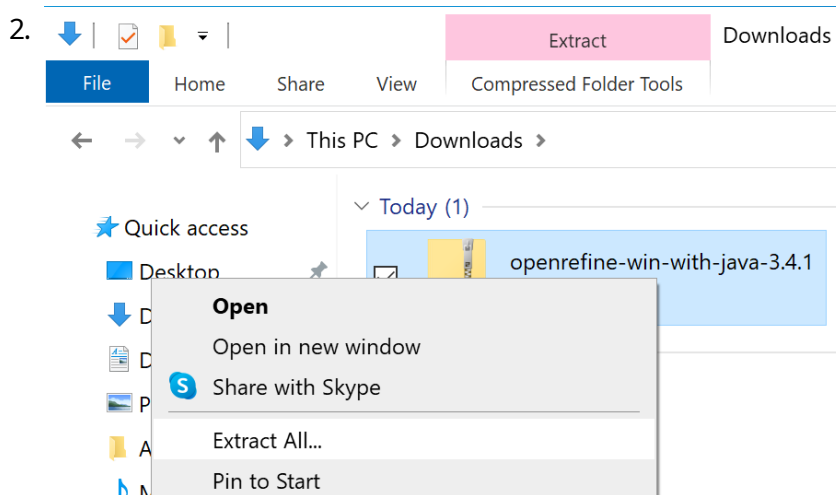 2.
Extract
Downloads
File
Home
Share
View
Compressed Folder Tools
This PC
Downloads
Today (1)
Quick access
openrefine-win-with-java-3.4.1
Desktop
D
Open
Open in new window
D
Share with Skype
P
Extract All...
A
Pin to Start